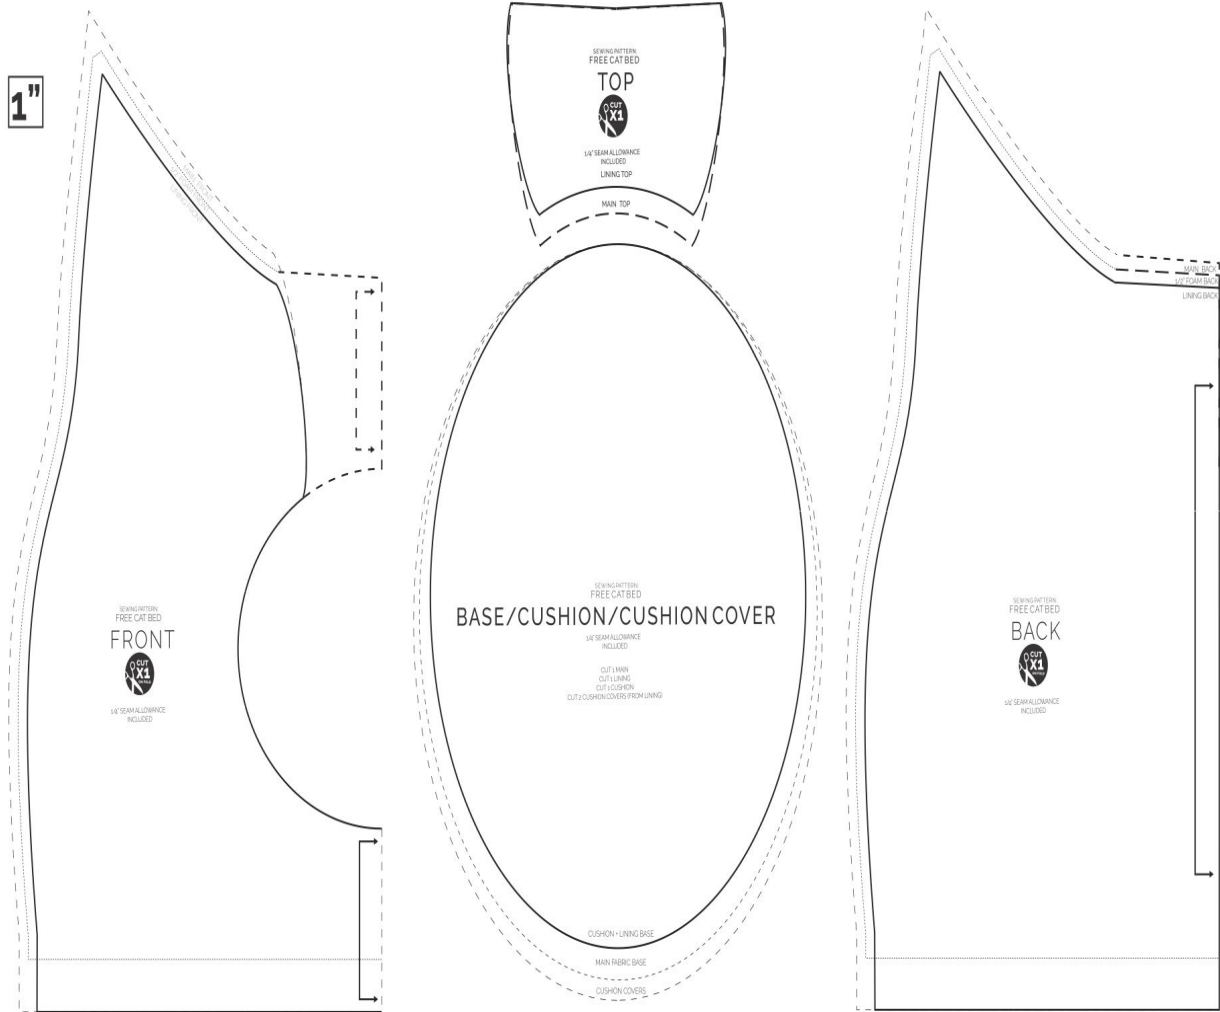 1”
SEWING PATTERN
FREE CAT BED
FRONT
CUT
X1
ON FOLD
1/4" SEAM ALLOWANCE
INCLUDED
SEWING PATTERN
FREE CAT BED
TOP
CUT
X1
1/4" SEAM ALLOWANCE
INCLUDED
LINING TOP
MAIN TOP
SEWING PATTERN
FREE CAT BED
BASE/CUSHION/CUSHION COVER
1/4" SEAM ALLOWANCE
INCLUDED
CUT 1 MAIN
CUT 1 LINING
CUT 1 CUSHION
CUT 2 CUSHION COVERS (FROM LINING)
CUSHION + LINING BASE
MAIN FABRIC BASE
CUSHION COVERS
MAIN BACK
1/2" FOAM BACK
LINING BACK
SEWING PATTERN
FREE CAT BED
BACK
CUT
X1
ON FOLD
1/4" SEAM ALLOWANCE
INCLUDED